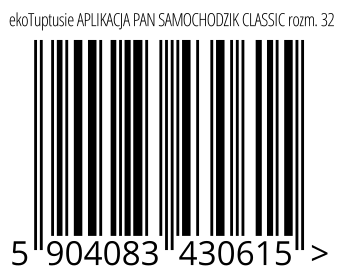 ekoTuptusie APLIKACJA PAN SAMOCHODZIK CLASSIC rozm. 32
5 904083 430615 >